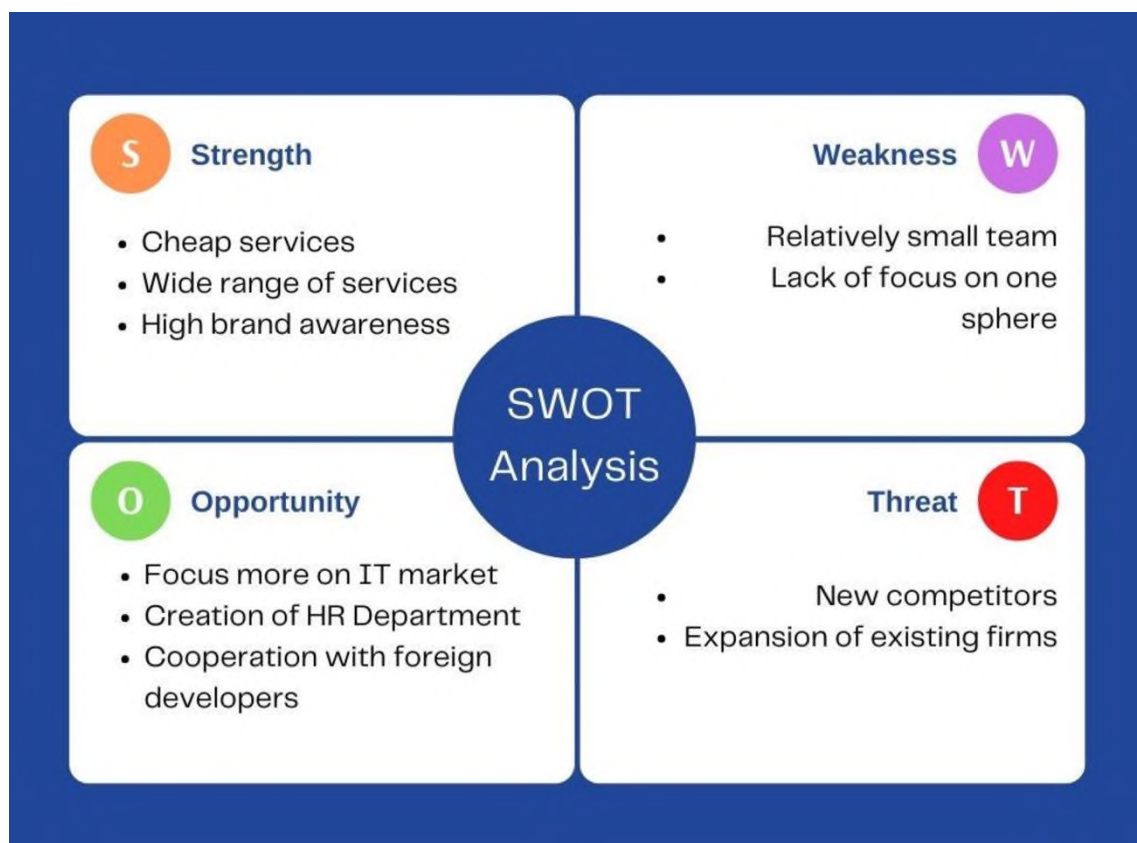 S
Strength
• Cheap services
• Wide range of services
• High brand awareness
Weakness
W
• Relatively small team
• Lack of focus on one
sphere
SWOT
Analysis
O
Opportunity
• Focus more on IT market
• Creation of HR Department
• Cooperation with foreign
developers
Threat
T
• New competitors
• Expansion of existing firms